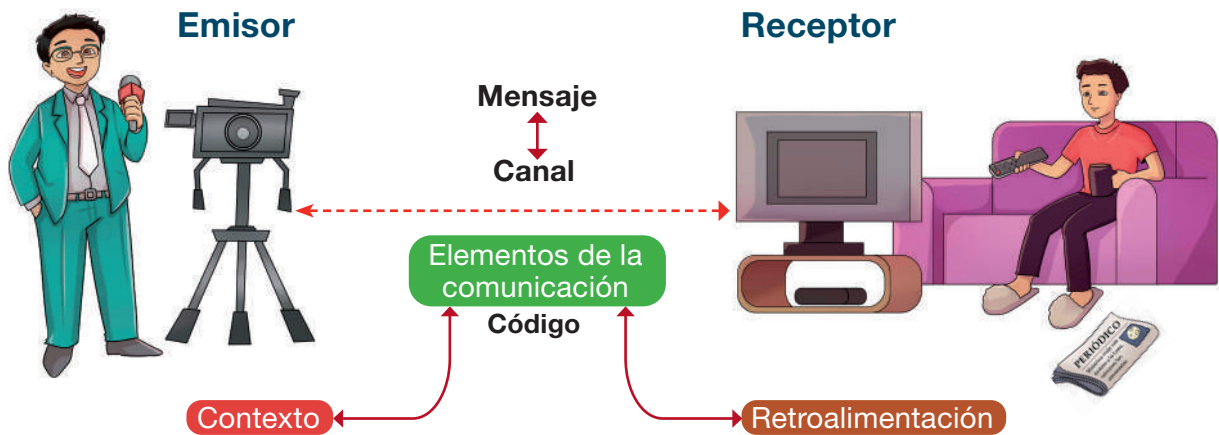 Emisor
Receptor
Mensaje
Canal
Elementos de la
comunicación
Código
Contexto
Retroalimentación
PERIÓDICO